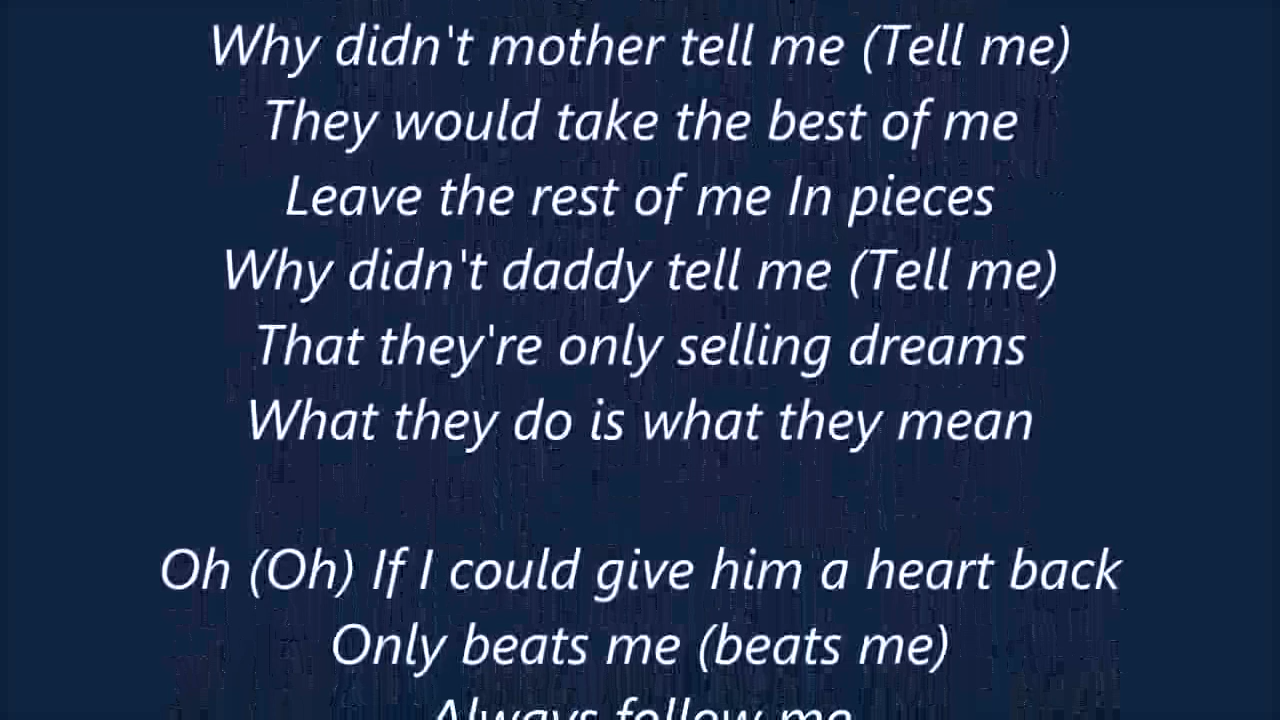 Why didn't mother tell me (Tell me)
They would take the best of me
Leave the rest of me In pieces
Why didn't daddy tell me (Tell me)
That they're only selling dreams
What they do is what they mean
Oh (Oh) If I could give him a heart back
Only beats me (beats me)
Always follow me